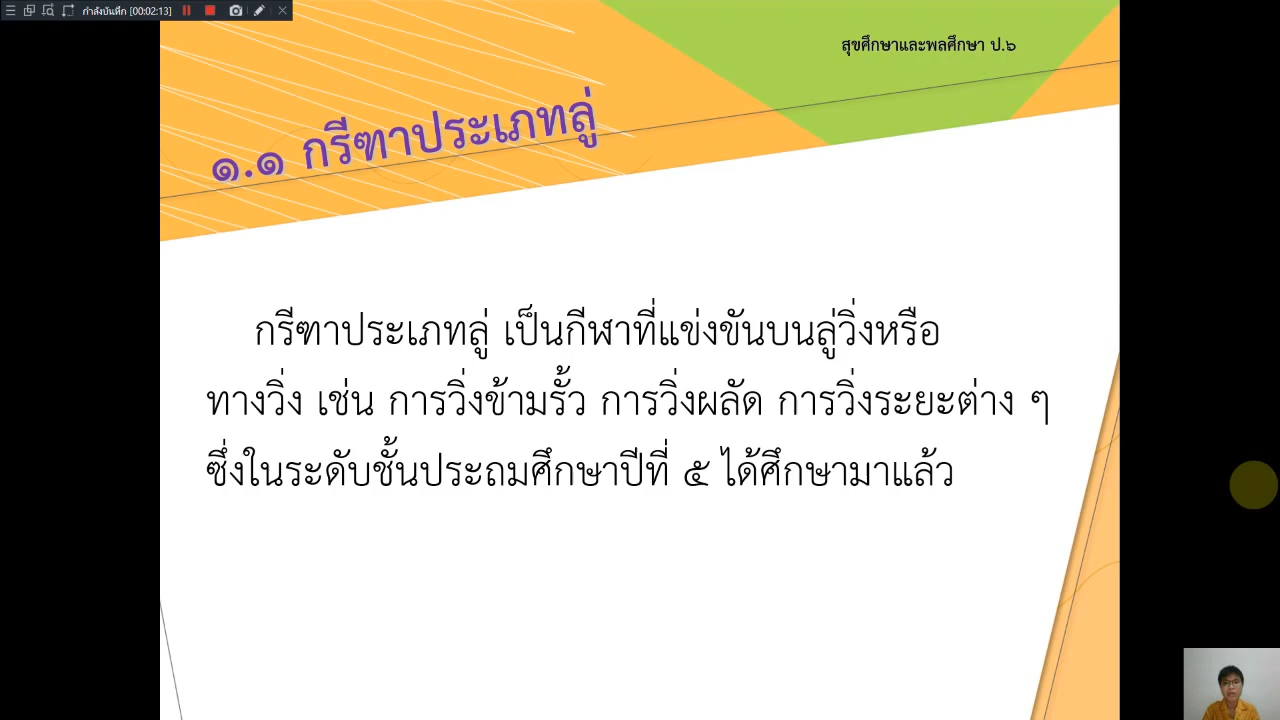 กำลังบันทึก [00:02:13]
สุขศึกษาและพลศึกษา ป.๖
๑.๑ กรีฑาประเภทลู่
กรีฑาประเภทลู่ เป็นกีฬาที่แข่งขันบนลู่วิ่งหรือ
ทางวิ่ง เช่น การวิ่งข้ามรั้ว การวิ่งผลัด การวิ่งระยะต่าง ๆ
ซึ่งในระดับชั้นประถมศึกษาปีที่ ๕ ได้ศึกษามาแล้ว